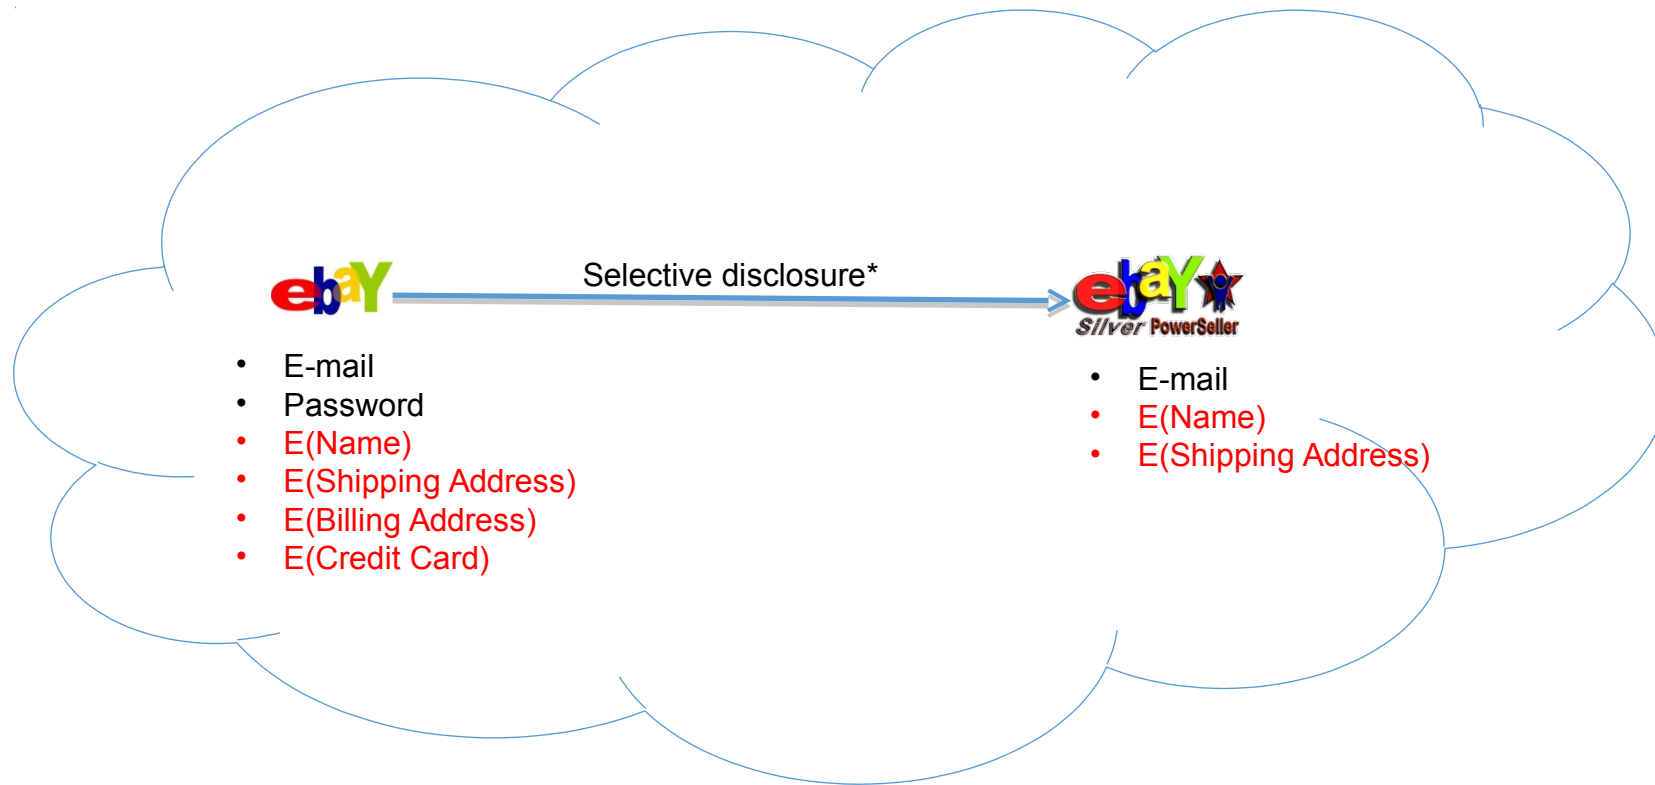 Selective disclosure*
ebaY
ebaY
Silver PowerSeller
• E-mail
• Password
• E(Name)
• E(Shipping Address)
• E(Billing Address)
• E(Credit Card)
• E-mail
• E(Name)
• E(Shipping Address)